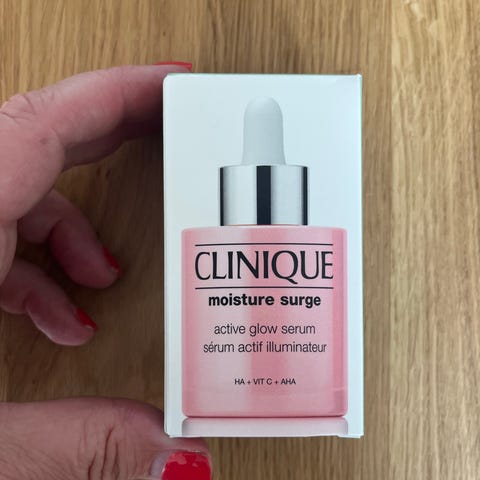 CLINIQUE
moisture surge
active glow serum
sérum actif illuminateur
HA + VIT C + AHA